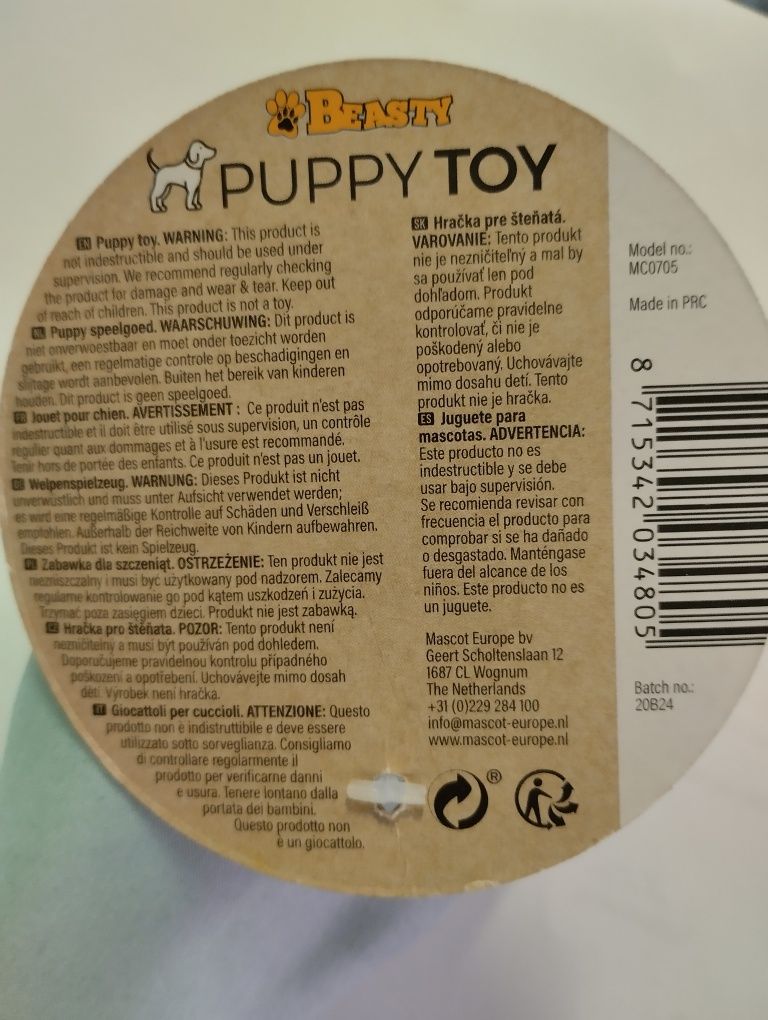 BEASTY
PUPPY TOY
EN Puppy toy. WARNING: This product is
not indestructible and should be used under
supervision. We recommend regularly checking
the product for damage and wear & tear. Keep out
of reach of children. This product is not a toy.
NL Puppy speelgoed. WAARSCHUWING: Dit product is
niet onverwoestbaar en moet onder toezicht worden
gebruikt, een regelmatige controle op beschadigingen en
slijtage wordt aanbevolen. Buiten het bereik van kinderen
houden. Dit product is geen speelgoed.
FR Jouet pour chien. AVERTISSEMENT : Ce produit n'est pas
indestructible et il doit être utilisé sous supervision, un contrôle
régulier quant aux dommages et à l'usure est recommandé.
Tenir hors de portée des enfants. Ce produit n'est pas un jouet.
DE Welpenspielzeug. WARNUNG: Dieses Produkt ist nicht
unverwüstlich und muss unter Aufsicht verwendet werden;
es wird eine regelmäßige Kontrolle auf Schäden und Verschleiß
empfohlen. Außerhalb der Reichweite von Kindern aufbewahren.
Dieses Produkt ist kein Spielzeug.
PL Zabawka dla szczeniąt. OSTRZEŻENIE: Ten produkt nie jest
niezniszczalny i musi być użytkowany pod nadzorem. Zalecamy
regularne kontrolowanie go pod kątem uszkodzeń i zużycia.
Trzymać poza zasięgiem dzieci. Produkt nie jest zabawką.
CZ Hračka pro štěňata. POZOR: Tento produkt není
nezničitelný a musí být používán pod dohledem.
Doporučujeme pravidelnou kontrolu případného
poškození a opotřebení. Uchovávejte mimo dosah
dětí. Výrobek není hračka.
IT Giocattoli per cuccioli. ATTENZIONE: Questo
prodotto non è indistruttibile e deve essere
utilizzato sotto sorveglianza. Consigliamo
di controllare regolarmente il
prodotto per verificarne danni
e usura. Tenere lontano dalla
portata dei bambini.
Questo prodotto non
è un giocattolo.
SK Hračka pre šteňatá.
VAROVANIE: Tento produkt
nie je nezničiteľný a mal by
sa používať len pod
dohľadom. Produkt
odporúčame pravidelne
kontrolovať, či nie je
poškodený alebo
opotrebovaný. Uchovávajte
mimo dosahu detí. Tento
produkt nie je hračka.
ES Juguete para
mascotas. ADVERTENCIA:
Este producto no es
indestructible y se debe
usar bajo supervisión.
Se recomienda revisar con
frecuencia el producto para
comprobar si se ha dañado
o desgastado. Manténgase
fuera del alcance de los
niños. Este producto no es
un juguete.
Mascot Europe bv
Geert Scholtenslaan 12
1687 CL Wognum
The Netherlands
+31 (0)229 284 100
info@mascot-europe.nl
www.mascot-europe.nl
®
Model no.:
MC0705
Made in PRC
8 715342 034805
Batch no.:
20B24